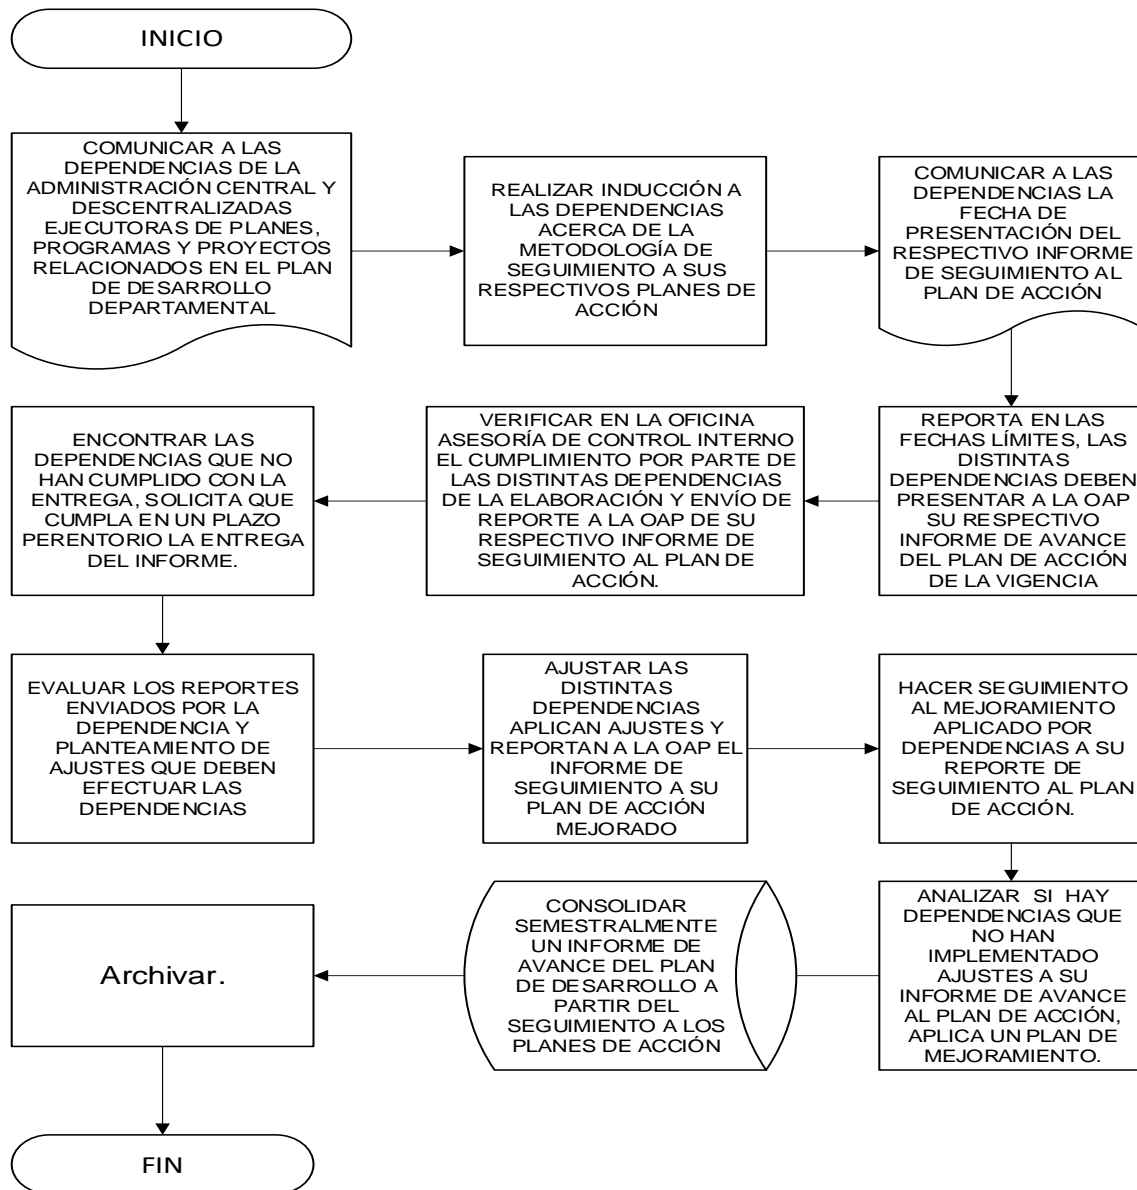 INICIO
COMUNICAR A LAS
DEPENDENCIAS DE LA
ADMINISTRACIÓN CENTRAL Y
DESCENTRALIZADAS
EJECUTORAS DE PLANES,
PROGRAMAS Y PROYECTOS
RELACIONADOS EN EL PLAN
DE DESARROLLO
DEPARTAMENTAL
REALIZAR INDUCCIÓN A
LAS DEPENDENCIAS
ACERCA DE LA
METODOLOGÍA DE
SEGUIMIENTO A SUS
RESPECTIVOS PLANES DE
ACCIÓN
COMUNICAR A LAS
DEPENDENCIAS LA
FECHA DE
PRESENTACIÓN DEL
RESPECTIVO INFORME
DE SEGUIMIENTO AL
PLAN DE ACCIÓN
REPORTA EN LAS
FECHAS LÍMITES, LAS
DISTINTAS
DEPENDENCIAS DEBEN
PRESENTAR A LA OAP
SU RESPECTIVO
INFORME DE AVANCE
DEL PLAN DE ACCIÓN
DE LA VIGENCIA
VERIFICAR EN LA OFICINA
ASESORÍA DE CONTROL INTERNO
EL CUMPLIMIENTO POR PARTE DE
LAS DISTINTAS DEPENDENCIAS
DE LA ELABORACIÓN Y ENVÍO DE
REPORTE A LA OAP DE SU
RESPECTIVO INFORME DE
SEGUIMIENTO AL PLAN DE
ACCIÓN.
ENCONTRAR LAS
DEPENDENCIAS QUE NO
HAN CUMPLIDO CON LA
ENTREGA, SOLICITA QUE
CUMPLA EN UN PLAZO
PERENTORIO LA ENTREGA
DEL INFORME.
EVALUAR LOS REPORTES
ENVIADOS POR LA
DEPENDENCIA Y
PLANTEAMIENTO DE
AJUSTES QUE DEBEN
EFECTUAR LAS
DEPENDENCIAS
AJUSTAR LAS
DISTINTAS
DEPENDENCIAS
APLICAN AJUSTES Y
REPORTAN A LA OAP EL
INFORME DE
SEGUIMIENTO A SU
PLAN DE ACCIÓN
MEJORADO
HACER SEGUIMIENTO
AL MEJORAMIENTO
APLICADO POR
DEPENDENCIAS A SU
REPORTE DE
SEGUIMIENTO AL PLAN
DE ACCIÓN.
ANALIZAR SI HAY
DEPENDENCIAS QUE
NO HAN
IMPLEMENTADO
AJUSTES A SU
INFORME DE AVANCE
AL PLAN DE ACCIÓN,
APLICA UN PLAN DE
MEJORAMIENTO.
CONSOLIDAR
SEMESTRALMENTE
UN INFORME DE
AVANCE DEL PLAN
DE DESARROLLO A
PARTIR DEL
SEGUIMIENTO A LOS
PLANES DE ACCIÓN
Archivar.
FIN